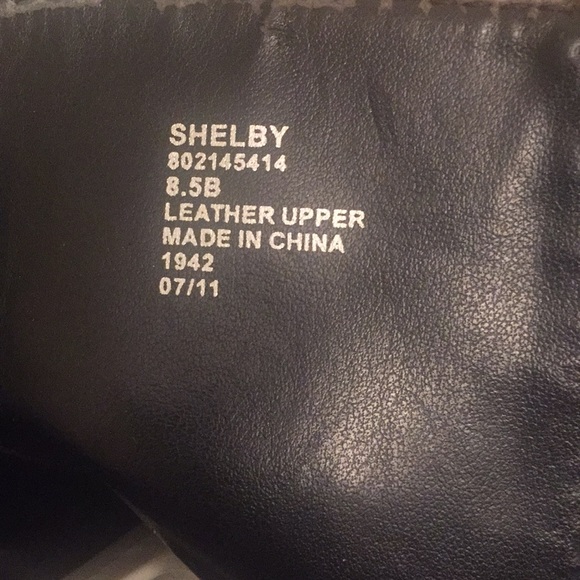 SHELBY
802145414
8.5B
LEATHER UPPER
MADE IN CHINA
1942
07/11